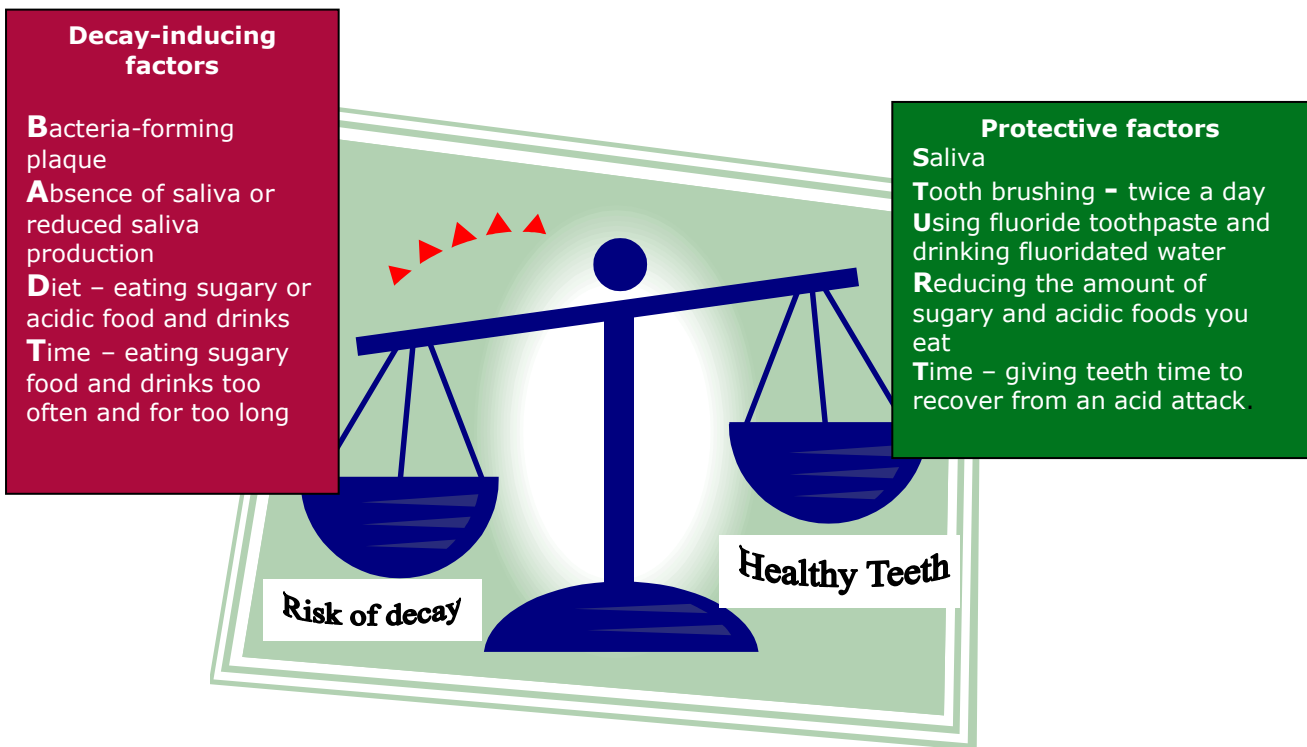 Decay-inducing
factors
Bacteria-forming
plaque
Absence of saliva or
reduced saliva
production
Diet – eating sugary or
acidic food and drinks
Time – eating sugary
food and drinks too
often and for too long
Protective factors
Saliva
Tooth brushing - twice a day
Using fluoride toothpaste and
drinking fluoridated water
Reducing the amount of
sugary and acidic foods you
eat
Time – giving teeth time to
recover from an acid attack.
Risk of decay
Healthy Teeth